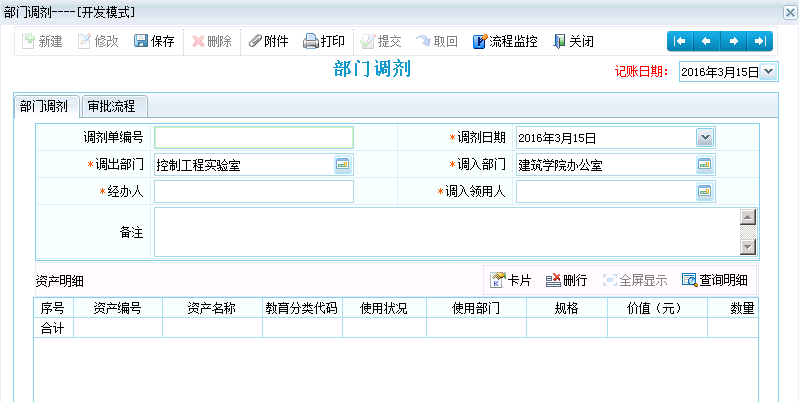 部门调剂----[开发模式]
新建 修改 保存 删除 附件 打印 提交 取回 流程监控 关闭
部门调剂 记账日期： 2016年3月15日
部门调剂 审批流程
调剂单编号 *调剂日期 2016年3月15日
*调出部门 控制工程实验室 *调入部门 建筑学院办公室
*经办人 *调入领用人
备注
资产明细 卡片 删行 全屏显示 查询明细
序号 资产编号 资产名称 教育分类代码 使用状况 使用部门 规格 价值（元） 数量
合计